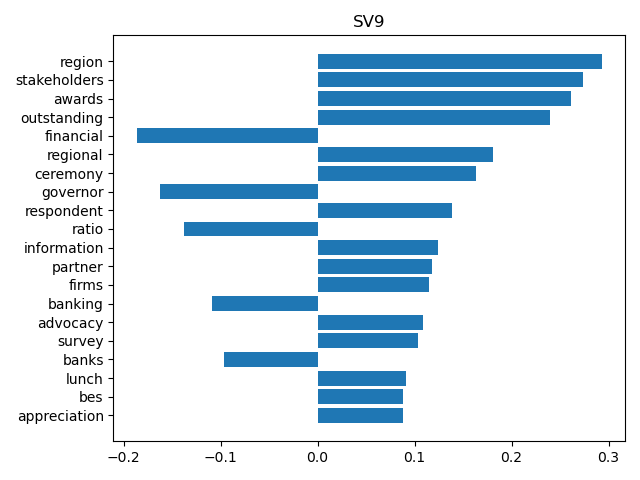 SV9
region
stakeholders
awards
outstanding
financial
regional
ceremony
governor
respondent
ratio
information
partner
firms
banking
advocacy
survey
banks
lunch
bes
appreciation
−0.2 −0.1 0.0 0.1 0.2 0.3